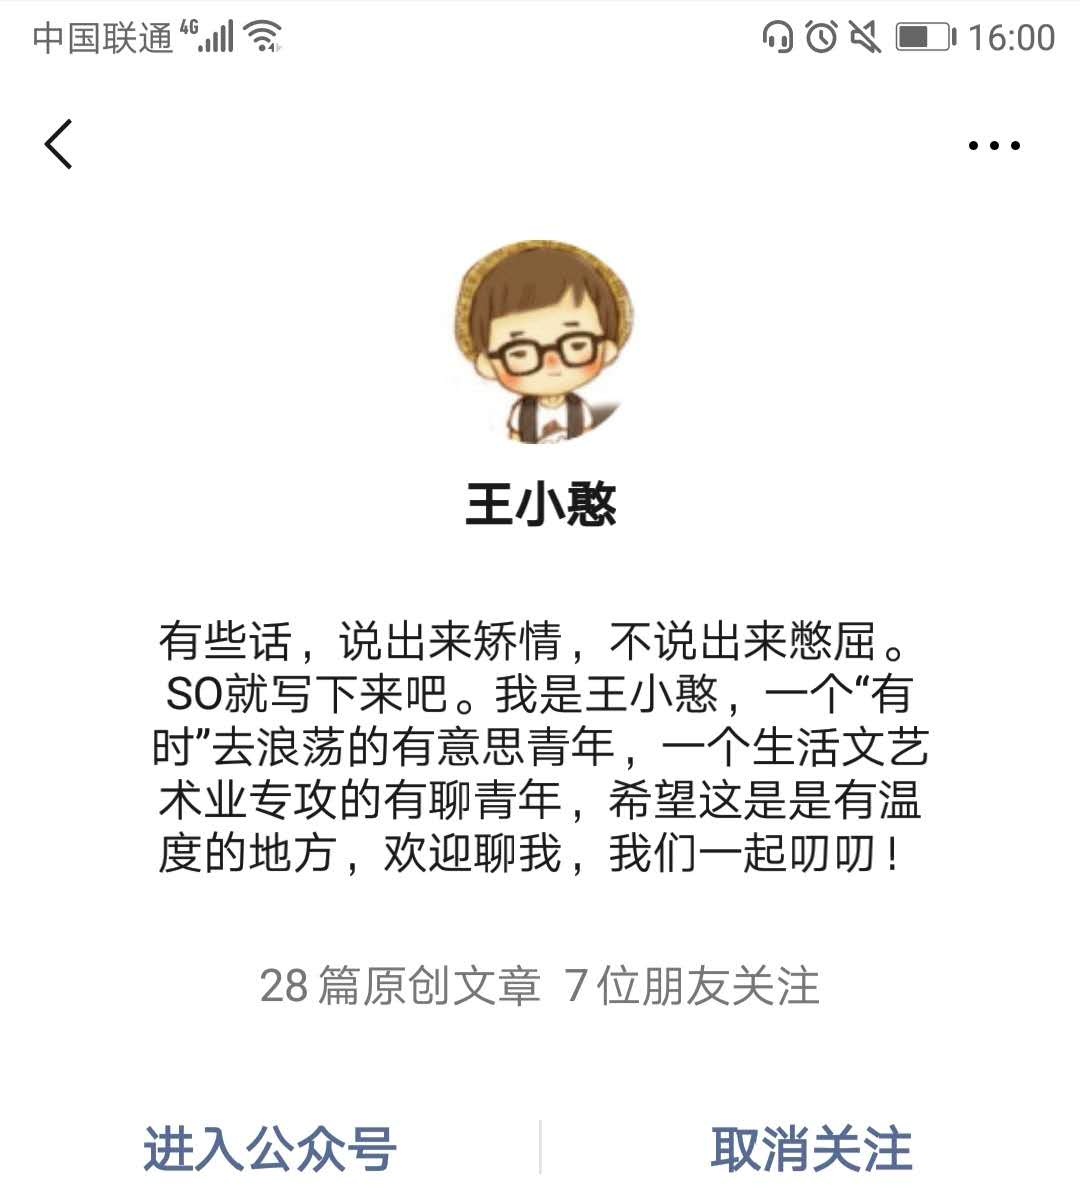 中国联通 4G 16:00
王小憨
有些话，说出来矫情，不说出来憋屈。
SO就写下来吧。我是王小憨，一个“有
时”去浪荡的有意思青年，一个生活文艺
术业专攻的有聊青年，希望这是是有温
度的地方，欢迎聊我，我们一起叨叨！
28篇原创文章 7位朋友关注
进入公众号 取消关注